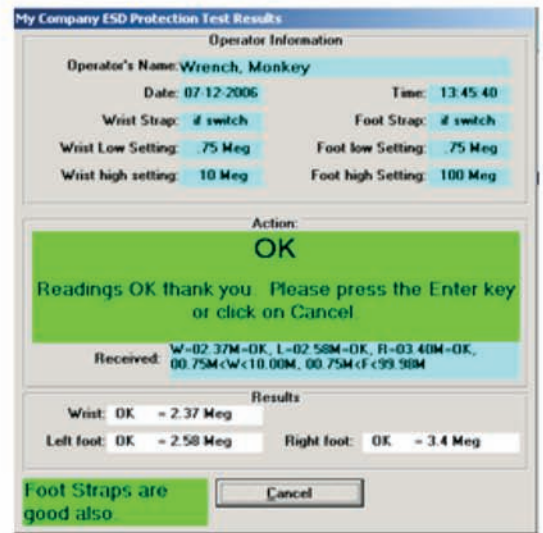 My Company ESD Protection Test Results
Operator Information
Operator's Name: Wrench, Monkey
Date: 07-12-2006 Time: 13:45:40
Wrist Strap: if switch Foot Strap: if switch
Wrist Low Setting: .75 Meg Foot low Setting: .75 Meg
Wrist high setting: 10 Meg Foot high Setting: 100 Meg
Action:
OK
Readings OK thank you. Please press the Enter key
or click on Cancel
Received: W=02.37M=OK, L=02.58M=OK, R=03.40M=OK,
00.75M<W<10.00M, 00.75M<F<99.98M
Results
Wrist: OK = 2.37 Meg
Left foot: OK = 2.58 Meg Right foot: OK = 3.4 Meg
Foot Straps are
good also
Cancel